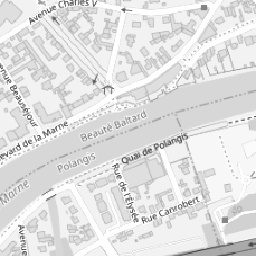 Avenue Charles V
Avenue Beauséjour
evard de la Marne
Beauté Baltard
Polangis
Quai de Polangis
Marne
Rue de l'Élysée
Rue Canrobert
Avenue